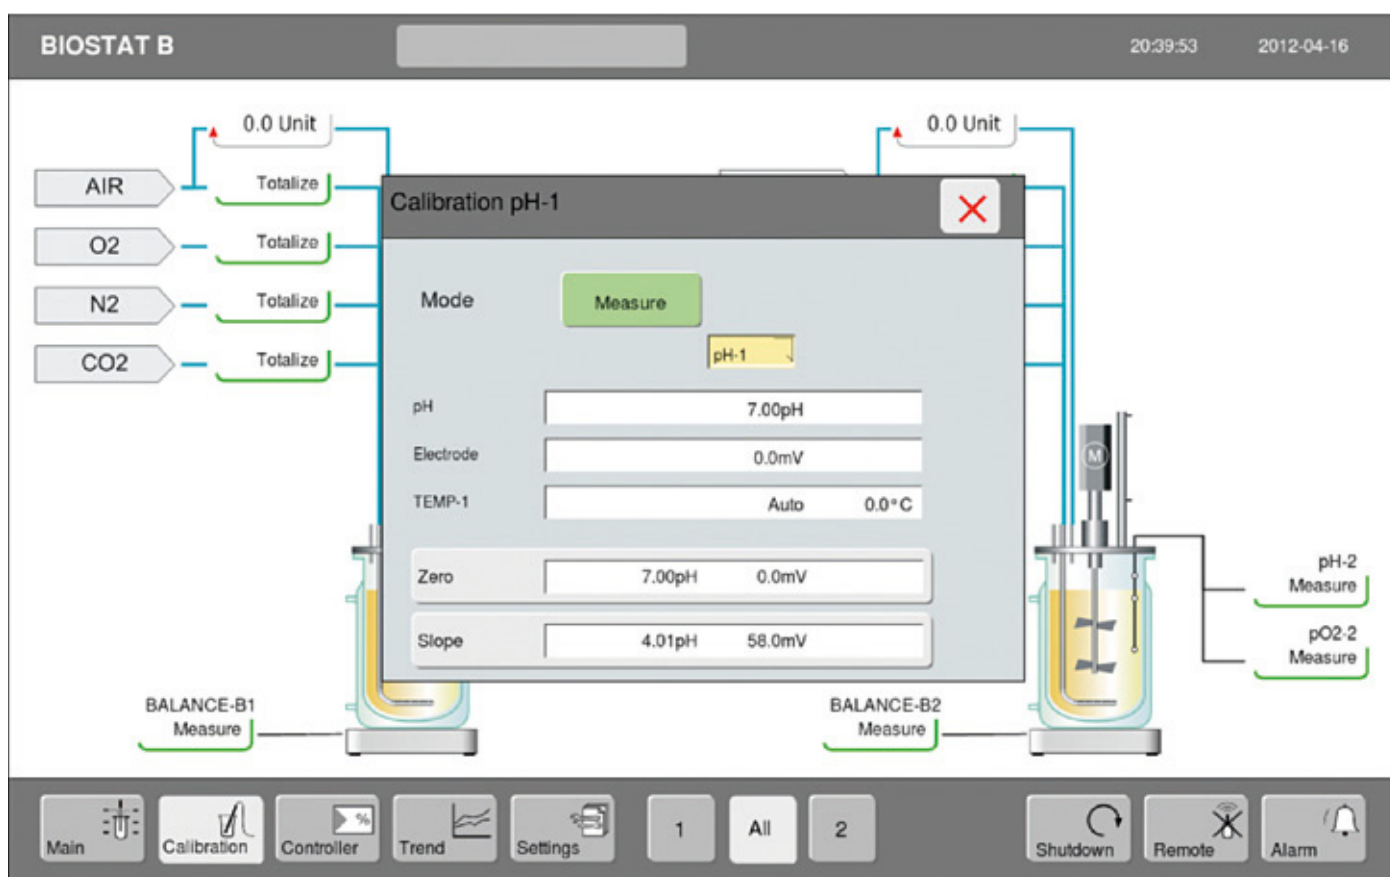 BIOSTAT B 20:39:53 2012-04-16
0.0 Unit 0.0 Unit
AIR Totalize
O2 Totalize
N2 Totalize
CO2 Totalize
Calibration pH-1
Mode Measure
pH-1
pH 7.00pH
Electrode 0.0mV
TEMP-1 Auto 0.0°C
Zero 7.00pH 0.0mV
Slope 4.01pH 58.0mV
M
pH-2
Measure
pO2-2
Measure
BALANCE-B1
Measure
BALANCE-B2
Measure
Main Calibration % Controller Trend Settings 1 All 2 Shutdown Remote Alarm